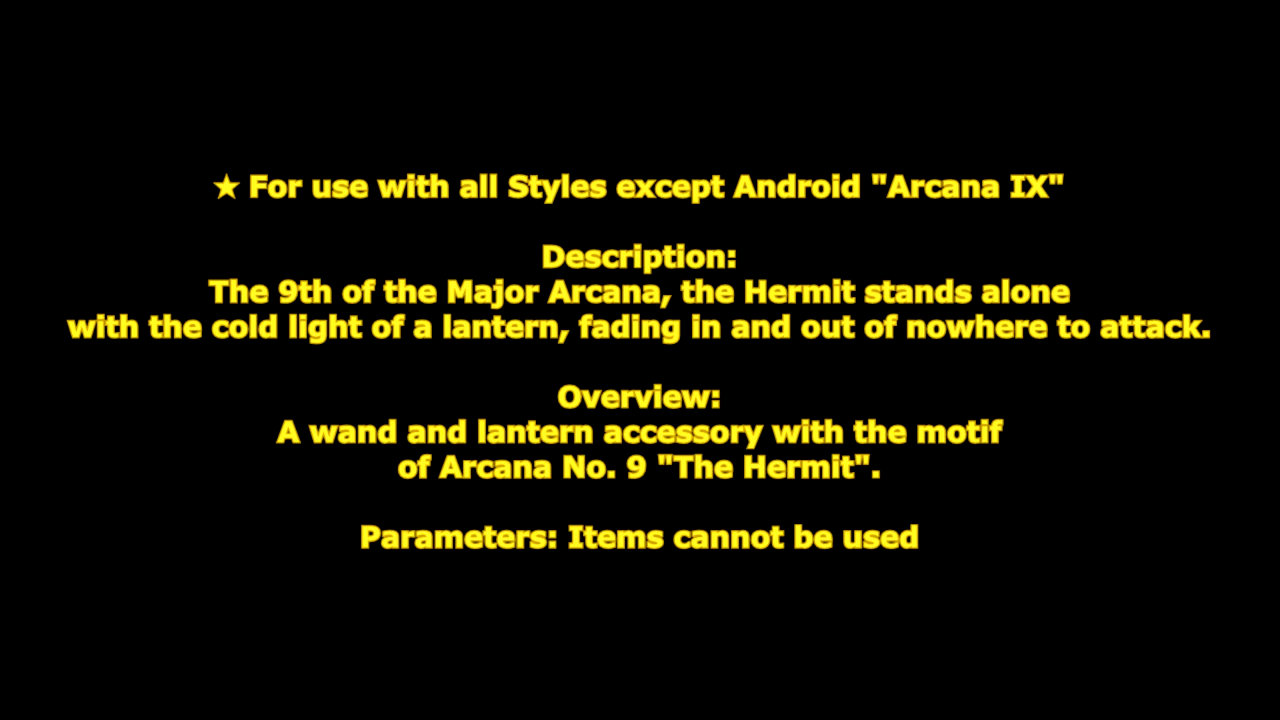 ★ For use with all Styles except Android "Arcana IX"
Description:
The 9th of the Major Arcana, the Hermit stands alone
with the cold light of a lantern, fading in and out of nowhere to attack.
Overview:
A wand and lantern accessory with the motif
of Arcana No. 9 "The Hermit".
Parameters: Items cannot be used